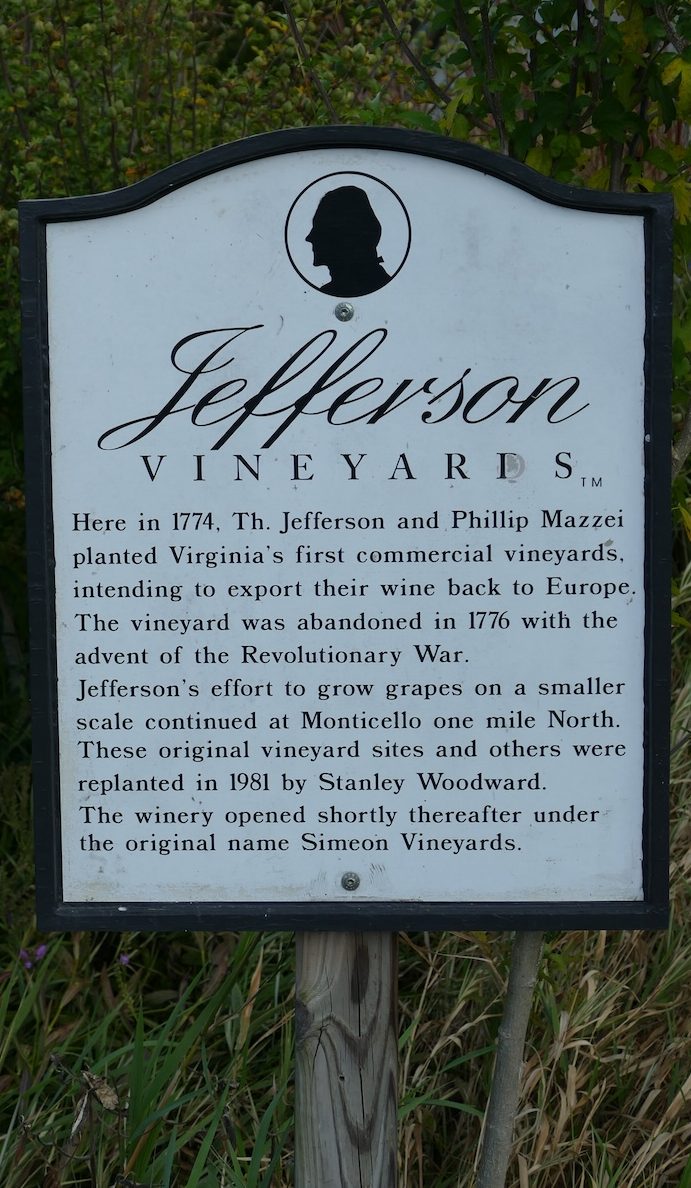 Jefferson
VINEYARDS™
Here in 1774, Th. Jefferson and Phillip Mazzei
planted Virginia's first commercial vineyards,
intending to export their wine back to Europe.
The vineyard was abandoned in 1776 with the
advent of the Revolutionary War.
Jefferson's effort to grow grapes on a smaller
scale continued at Monticello one mile North.
These original vineyard sites and others were
replanted in 1981 by Stanley Woodward.
The winery opened shortly thereafter under
the original name Simeon Vineyards.